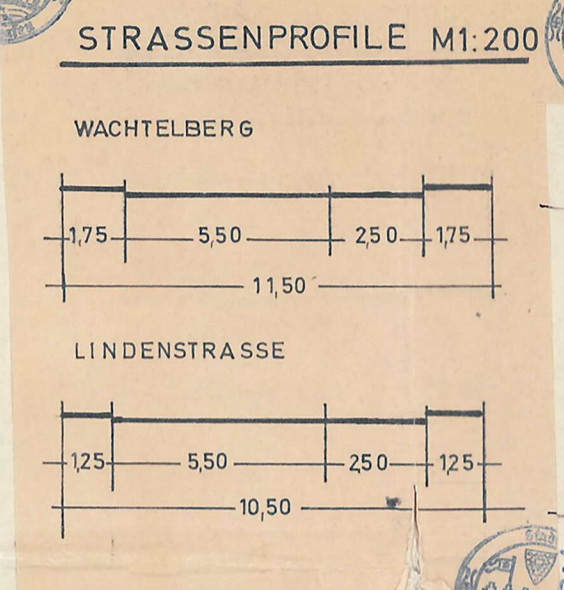 STRASSENPROFILE M1:200
WACHTELBERG
1,75 5,50 2,50 1,75
11,50
LINDENSTRASSE
1,25 5,50 2,50 1,25
10,50